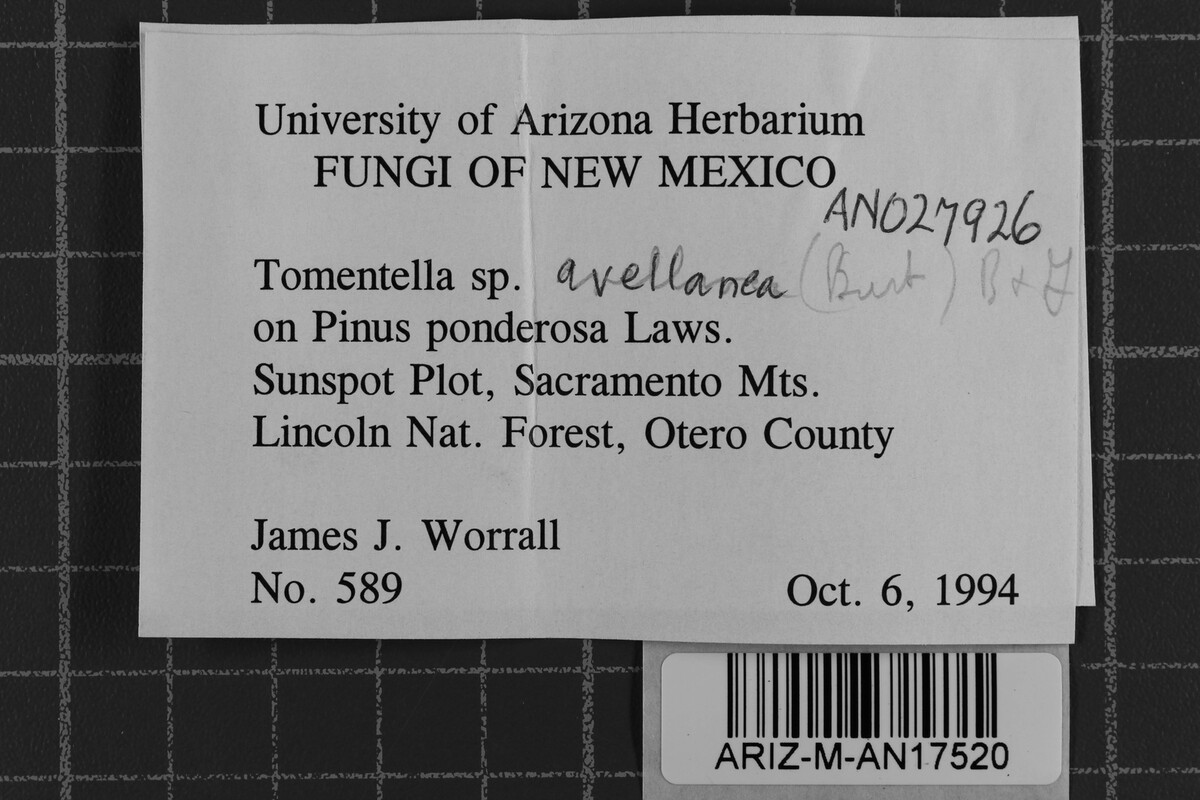 University of Arizona Herbarium
FUNGI OF NEW MEXICO
AN027926
Tomentella sp. avellanea (Burt) B & G
on Pinus ponderosa Laws.
Sunspot Plot, Sacramento Mts.
Lincoln Nat. Forest, Otero County
James J. Worrall
No. 589 Oct. 6, 1994
ARIZ-M-AN17520